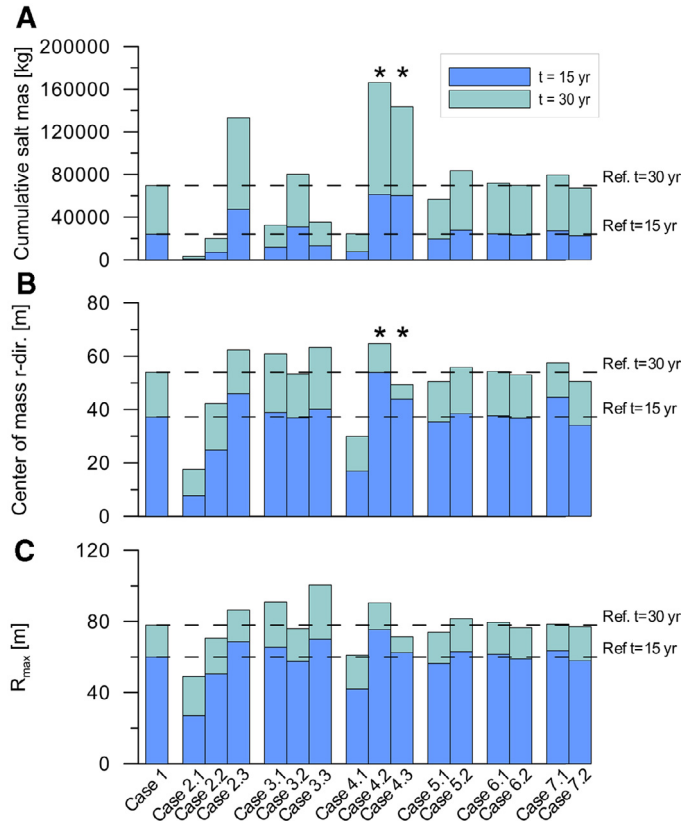 A
Cumulative salt mas [kg]
200000
160000
120000
80000
40000
0
* *
t = 15 yr
t = 30 yr
Ref. t=30 yr
Ref t=15 yr
B
Center of mass r-dir. [m]
80
60
40
20
0
* *
Ref. t=30 yr
Ref t=15 yr
C
Rmax [m]
120
80
40
0
Ref. t=30 yr
Ref t=15 yr
Case 1
Case 2.1
Case 2.2
Case 2.3
Case 3.1
Case 3.2
Case 3.3
Case 4.1
Case 4.2
Case 4.3
Case 5.1
Case 5.2
Case 6.1
Case 6.2
Case 7.1
Case 7.2